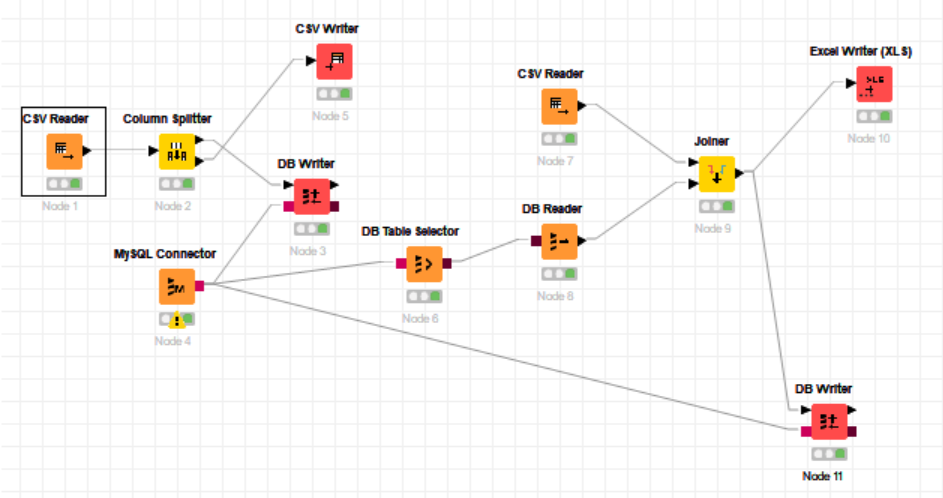 CSV Writer
Node 5
CSV Reader
Node 1
Column Splitter
Node 2
DB Writer
Node 3
MySQL Connector
Node 4
DB Table Selector
Node 6
CSV Reader
Node 7
DB Reader
Node 8
Joiner
Node 9
Excel Writer (XLS)
XLS
Node 10
DB Writer
Node 11